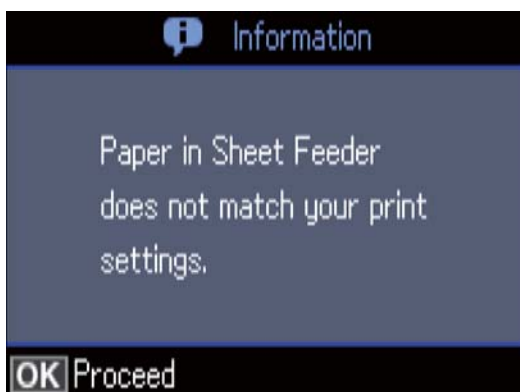 Information
Paper in Sheet Feeder
does not match your print
settings.
OK Proceed